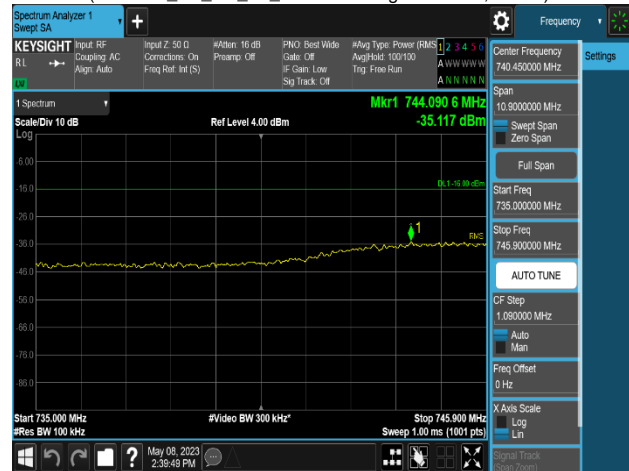 Spectrum Analyzer 1
Swept SA
Frequency
KEYSIGHT
RL
LM
Input: RF
Coupling: AC
Align: Auto
Input Z: 50 Ω
Corrections: On
Freq Ref: Int (S)
#Atten: 16 dB
Preamp: Off
PNO: Best Wide
Gate: Off
IF Gain: Low
Sig Track: Off
#Avg Type: Power (RMS
Avg|Hold: 100/100
Trig: Free Run
1 2 3 4 5 6
A W W W W W
A N N N N N
Center Frequency
740.450000 MHz
Settings
Span
10.9000000 MHz
Swept Span
Zero Span
Full Span
Start Freq
735.000000 MHz
Stop Freq
745.900000 MHz
AUTO TUNE
CF Step
1.090000 MHz
Auto
Man
Freq Offset
0 Hz
X Axis Scale
Log
Lin
Signal Track
(Span Zoom)
1 Spectrum
Scale/Div 10 dB
Log
Ref Level 4.00 dBm
Mkr1 744.090 6 MHz
-35.117 dBm
-6.00
-16.0
DL1 -16.00 dBm
-26.0
1
RMS
-36.0
-46.0
-56.0
-66.0
-76.0
-86.0
Start 735.000 MHz
#Video BW 300 kHz*
Stop 745.900 MHz
#Res BW 100 kHz
Sweep 1.00 ms (1001 pts)
?
May 08, 2023
2:39:49 PM